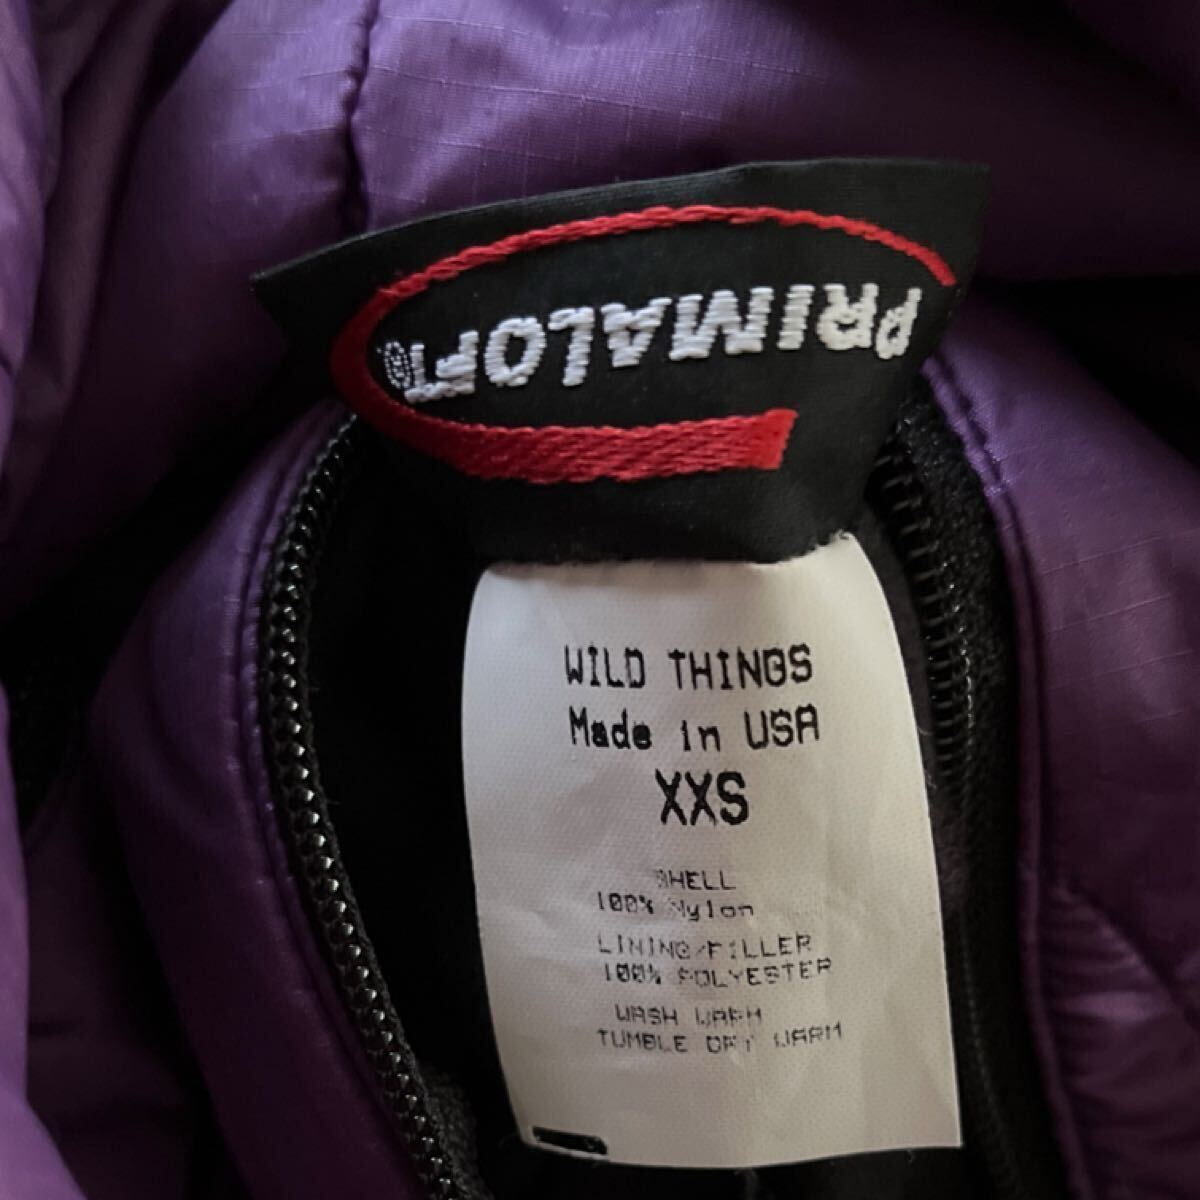 PRIMALOFT®
WILD THINGS
Made in USA
XXS
SHELL
100% Nylon
LINING/FILLER
100% POLYESTER
WASH WARM
TUMBLE DRY WARM